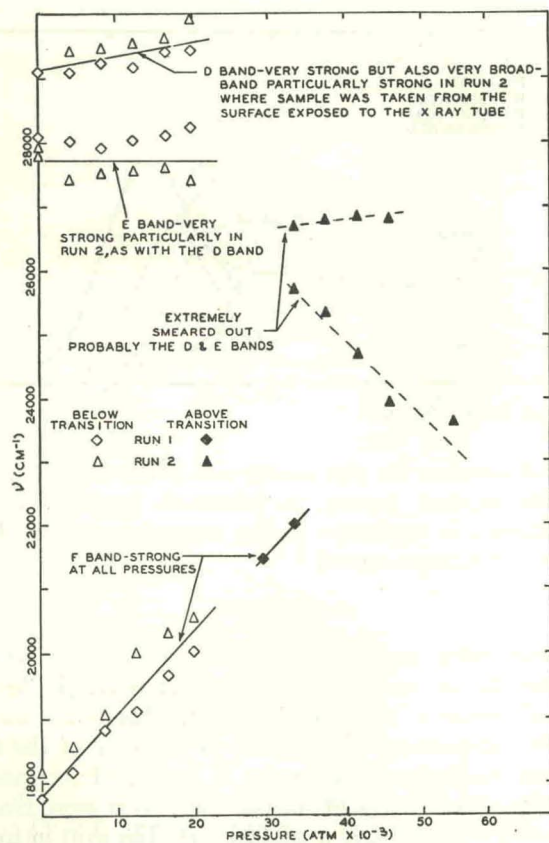 D BAND-VERY STRONG BUT ALSO VERY BROAD-
BAND PARTICULARLY STRONG IN RUN 2
WHERE SAMPLE WAS TAKEN FROM THE
SURFACE EXPOSED TO THE X RAY TUBE
28000
E BAND-VERY
STRONG PARTICULARLY IN
RUN 2, AS WITH THE D BAND
26000
EXTREMELY
SMEARED OUT
PROBABLY THE D & E BANDS
24000
BELOW
TRANSITION
ABOVE
TRANSITION
RUN 1
RUN 2
ν (CM⁻¹)
22000
F BAND-STRONG
AT ALL PRESSURES
20000
18000
0 10 20 30 40 50 60
PRESSURE (ATM X 10⁻³)